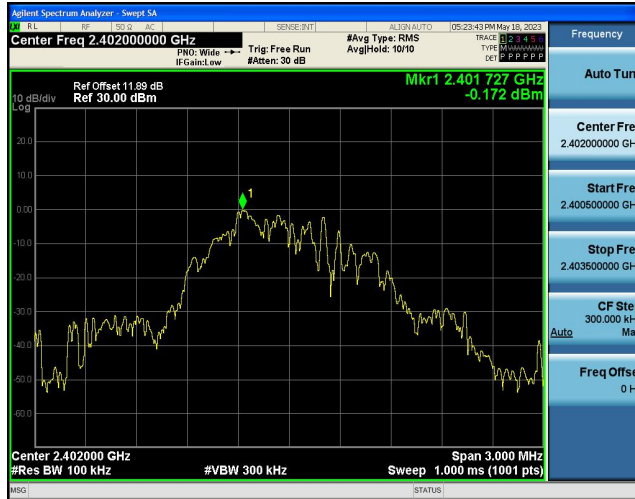 Agilent Spectrum Analyzer - Swept SA
RL RF 50 Ω AC SENSE:INT ALIGN AUTO 05:23:43 PM May 18, 2023
Center Freq 2.402000000 GHz
PNO: Wide
IFGain:Low
Trig: Free Run
#Atten: 30 dB
#Avg Type: RMS
Avg|Hold: 10/10
TRACE 1 2 3 4 5 6
TYPE M
DET P P P P P P
Ref Offset 11.89 dB
Ref 30.00 dBm
10 dB/div
Log
Mkr1 2.401 727 GHz
-0.172 dBm
20.0
10.0
0.00
-10.0
-20.0
-30.0
-40.0
-50.0
-60.0
1
Center 2.402000 GHz
#Res BW 100 kHz
#VBW 300 kHz
Span 3.000 MHz
Sweep 1.000 ms (1001 pts)
MSG
STATUS
Frequency
Auto Tun
Center Fre
2.402000000 GH
Start Fre
2.400500000 GH
Stop Fre
2.403500000 GH
CF Ste
300.000 kH
Auto Ma
Freq Offse
0 H